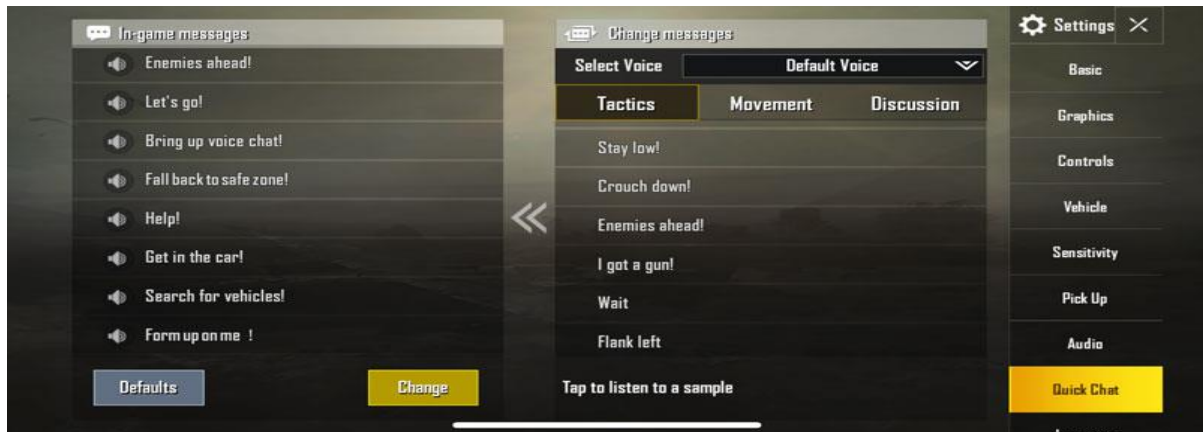 In-game messages
Enemies ahead!
Let's go!
Bring up voice chat!
Fall back to safe zone!
Help!
Get in the car!
Search for vehicles!
Form up on me !
Defaults
Change
Change messages
Select Voice
Default Voice
Tactics
Movement
Discussion
Stay low!
Crouch down!
Enemies ahead!
I got a gun!
Wait
Flank left
Tap to listen to a sample
Settings
Basic
Graphics
Controls
Vehicle
Sensitivity
Pick Up
Audio
Quick Chat